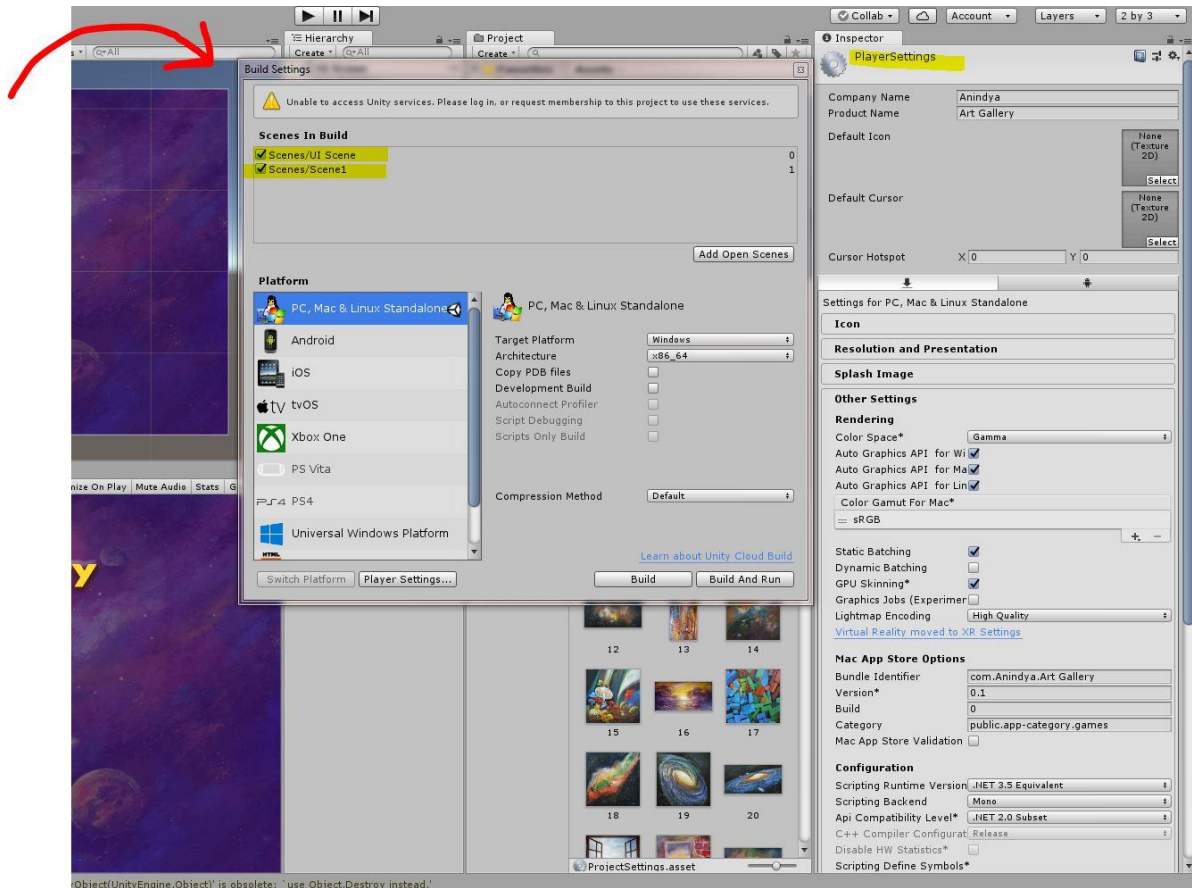 Collab
Account
Layers
2 by 3
Hierarchy
Project
Inspector
s
All
Create
All
Create
PlayerSettings
Build Settings
Unable to access Unity services. Please log in, or request membership to this project to use these services.
Scenes In Build
Scenes/UI Scene 0
Scenes/Scene1 1
Add Open Scenes
Platform
PC, Mac & Linux Standalone
Android
iOS
tv tvOS
Xbox One
PS Vita
PS4 PS4
Universal Windows Platform
HTML
PC, Mac & Linux Standalone
Target Platform Windows
Architecture x86_64
Copy PDB files
Development Build
Autoconnect Profiler
Script Debugging
Scripts Only Build
Compression Method Default
Learn about Unity Cloud Build
Switch Platform Player Settings... Build Build And Run
Company Name Anindya
Product Name Art Gallery
Default Icon
None
(Texture
2D)
Select
Default Cursor
None
(Texture
2D)
Select
Cursor Hotspot X 0 Y 0
Settings for PC, Mac & Linux Standalone
Icon
Resolution and Presentation
Splash Image
Other Settings
Rendering
Color Space* Gamma
Auto Graphics API for Wi
Auto Graphics API for Ma
Auto Graphics API for Lin
Color Gamut For Mac*
= sRGB
+ −
Static Batching
Dynamic Batching
GPU Skinning*
Graphics Jobs (Experimer
Lightmap Encoding High Quality
Virtual Reality moved to XR Settings
Mac App Store Options
Bundle Identifier com.Anindya.Art Gallery
Version* 0.1
Build 0
Category public.app-category.games
Mac App Store Validation
Configuration
Scripting Runtime Version .NET 3.5 Equivalent
Scripting Backend Mono
Api Compatibility Level* .NET 2.0 Subset
C++ Compiler Configurat Release
Disable HW Statistics*
Scripting Define Symbols*
mize On Play Mute Audio Stats G
y
12 13 14
15 16 17
18 19 20
ProjectSettings.asset
Object(UnityEngine.Object)' is obsolete: `use Object.Destroy instead.'